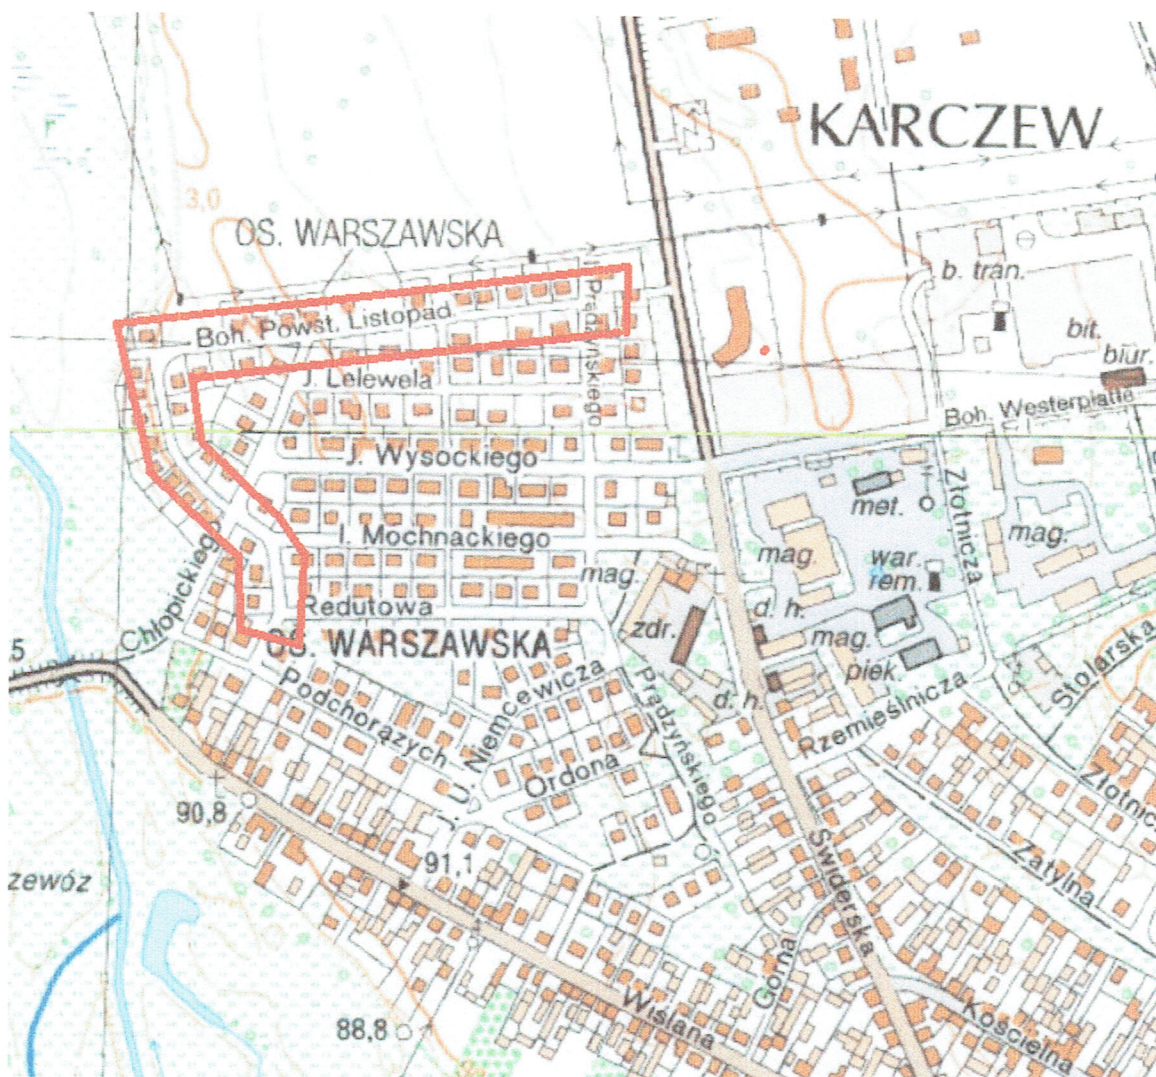 KARCZEW
3,0
OS. WARSZAWSKA
b. tran.
Boh. Powst. Listopad
Prądzyńskiego
bit.
biur.
J. Lelewela
Boh. Westerplatte
J. Wysockiego
Złotnicza
met.
I. Mochnackiego
mag.
mag.
war.
rem.
mag.
Chłopickiego
Redutowa
d. h.
zdr.
mag.
OS. WARSZAWSKA
5
piek.
Stolarska
Podchorążych
J. U. Niemcewicza
Prądzyńskiego
d. h.
Rzemieślnicza
Ordona
90,8
Złotnic
91,1
Świderska
Zatylna
zewóz
Górna
Wiślana
Kościelna
88,8